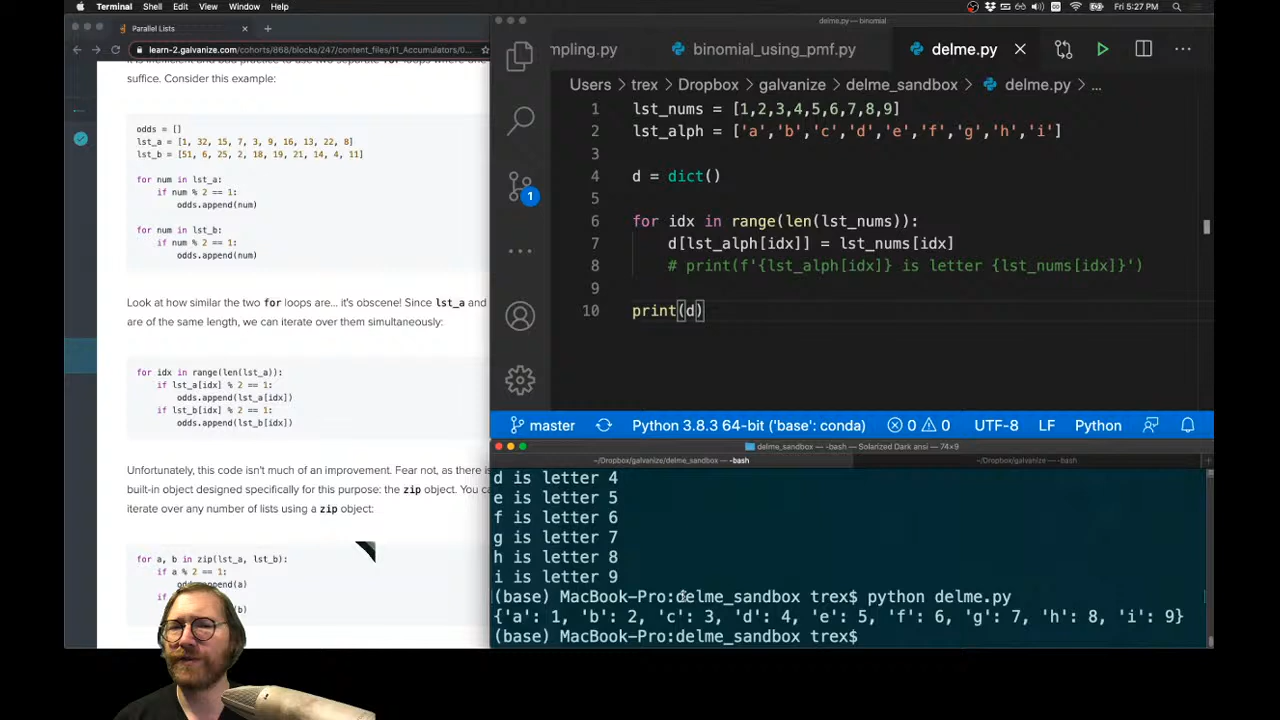 Terminal Shell Edit View Window Help
Fri 5:27 PM
Parallel Lists
learn-2.galvanize.com/cohorts/868/blocks/247/content_files/11_Accumulators/0...
suffice. Consider this example:
odds = []
lst_a = [1, 32, 15, 7, 3, 9, 16, 13, 22, 8]
lst_b = [51, 6, 25, 2, 18, 19, 21, 14, 4, 11]
for num in lst_a:
if num % 2 == 1:
odds.append(num)
for num in lst_b:
if num % 2 == 1:
odds.append(num)
Look at how similar the two for loops are... it's obscene! Since lst_a and
are of the same length, we can iterate over them simultaneously:
for idx in range(len(lst_a)):
if lst_a[idx] % 2 == 1:
odds.append(lst_a[idx])
if lst_b[idx] % 2 == 1:
odds.append(lst_b[idx])
Unfortunately, this code isn't much of an improvement. Fear not, as there is
built-in object designed specifically for this purpose: the zip object. You ca
iterate over any number of lists using a zip object:
for a, b in zip(lst_a, lst_b):
if a % 2 == 1:
odds.append(a)
delme.py — binomial
mpling.py binomial_using_pmf.py delme.py
Users > trex > Dropbox > galvanize > delme_sandbox > delme.py > ...
1 lst_nums = [1,2,3,4,5,6,7,8,9]
2 lst_alph = ['a','b','c','d','e','f','g','h','i']
3
4 d = dict()
5
6 for idx in range(len(lst_nums)):
7 d[lst_alph[idx]] = lst_nums[idx]
8 # print(f'{lst_alph[idx]} is letter {lst_nums[idx]}')
9
10 print(d)
1
master Python 3.8.3 64-bit ('base': conda) 0 0 UTF-8 LF Python
delme_sandbox — -bash — Solarized Dark ansi — 74×9
~/Dropbox/galvanize/delme_sandbox — -bash ~/Dropbox/galvanize — -bash
d is letter 4
e is letter 5
f is letter 6
g is letter 7
h is letter 8
i is letter 9
(base) MacBook-Pro:delme_sandbox trex$ python delme.py
{'a': 1, 'b': 2, 'c': 3, 'd': 4, 'e': 5, 'f': 6, 'g': 7, 'h': 8, 'i': 9}
(base) MacBook-Pro:delme_sandbox trex$